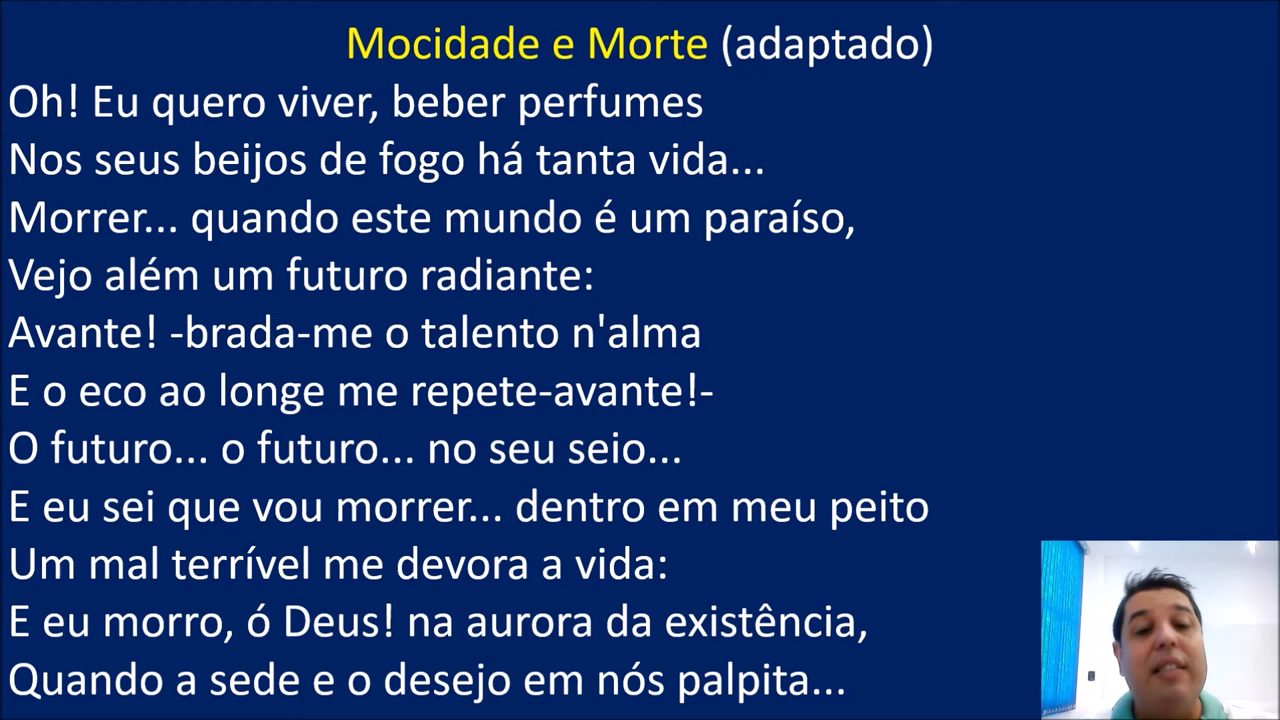 Mocidade e Morte (adaptado)
Oh! Eu quero viver, beber perfumes
Nos seus beijos de fogo há tanta vida...
Morrer... quando este mundo é um paraíso,
Vejo além um futuro radiante:
Avante! -brada-me o talento n'alma
E o eco ao longe me repete-avante!-
O futuro... o futuro... no seu seio...
E eu sei que vou morrer... dentro em meu peito
Um mal terrível me devora a vida:
E eu morro, ó Deus! na aurora da existência,
Quando a sede e o desejo em nós palpita...